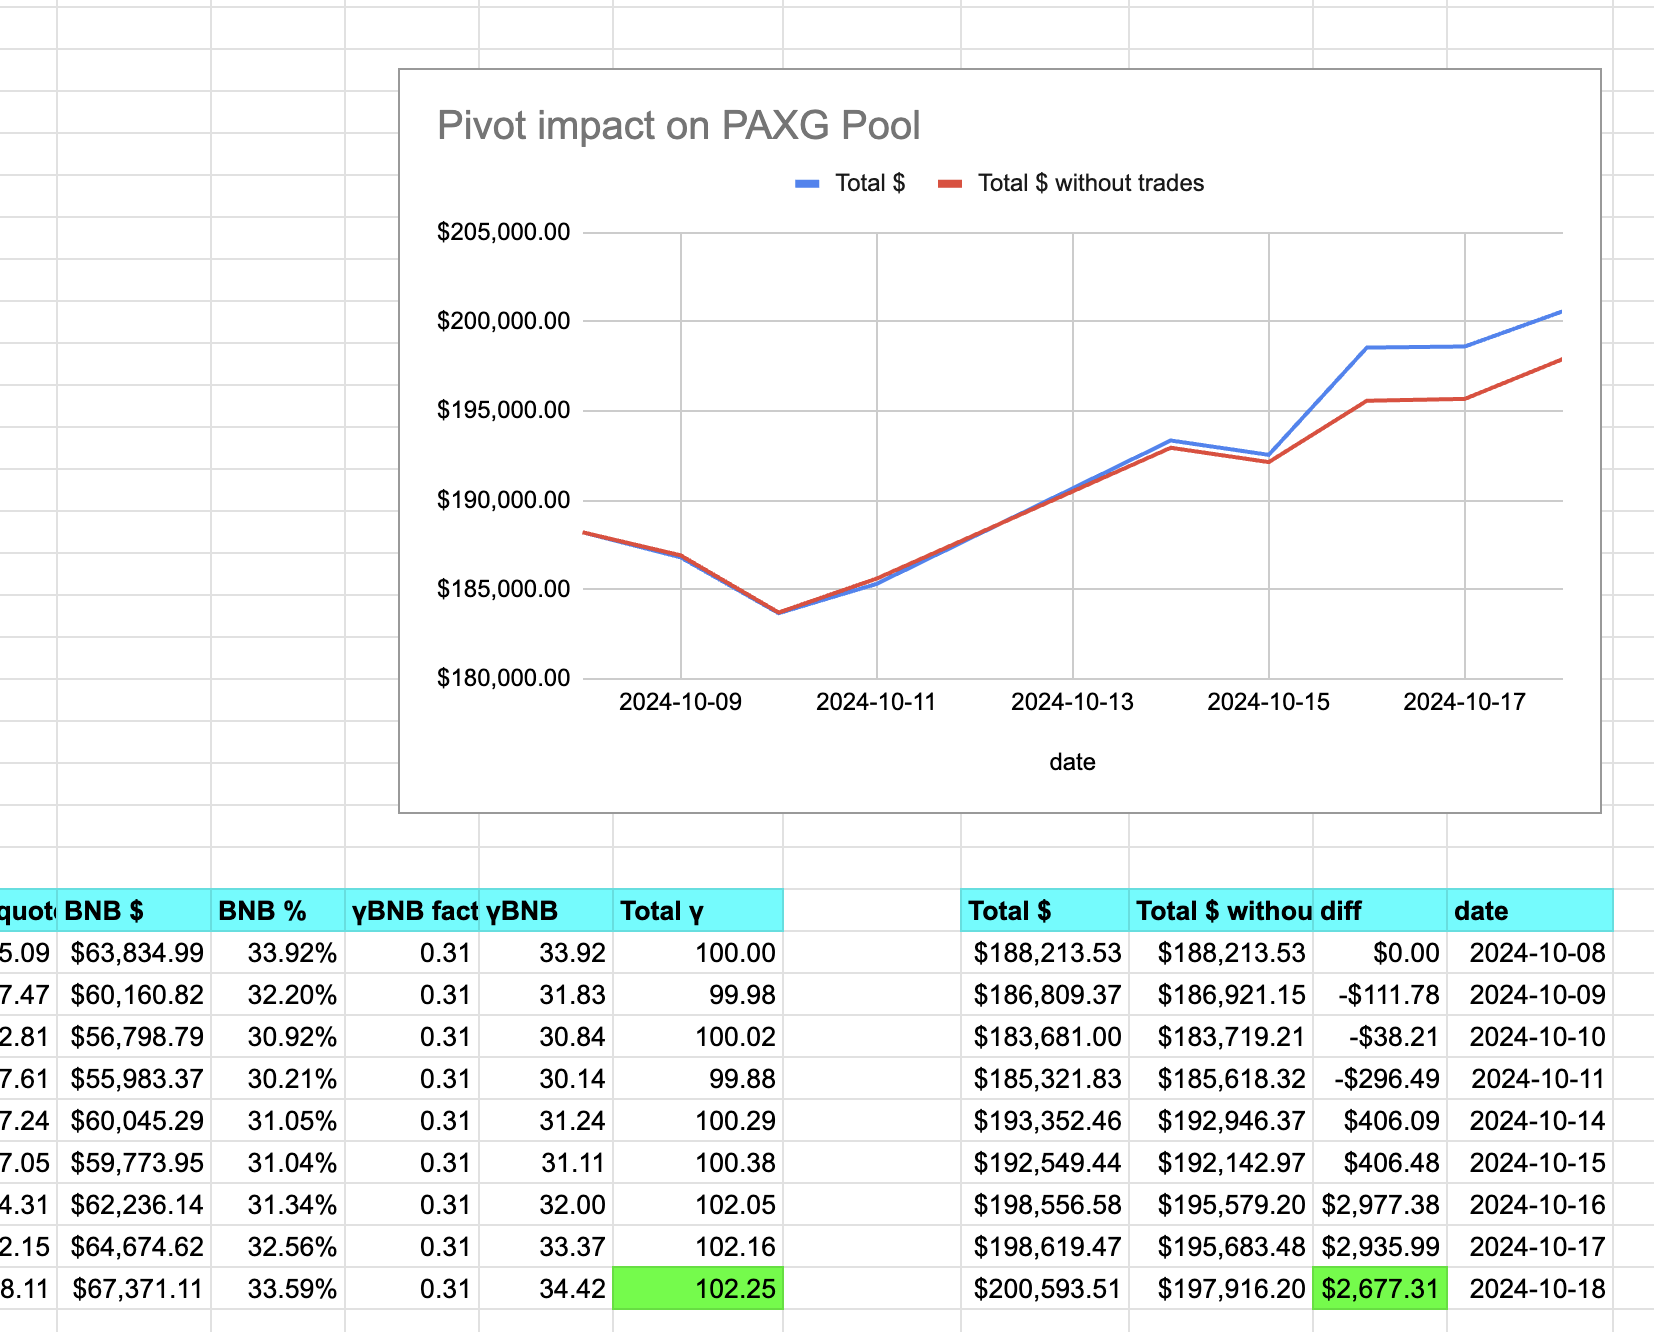 Pivot impact on PAXG Pool
Total $ Total $ without trades
$205,000.00
$200,000.00
$195,000.00
$190,000.00
$185,000.00
$180,000.00
2024-10-09 2024-10-11 2024-10-13 2024-10-15 2024-10-17
date
quot BNB $ BNB % γBNB fact γBNB Total γ Total $ Total $ withou diff date
5.09 $63,834.99 33.92% 0.31 33.92 100.00 $188,213.53 $188,213.53 $0.00 2024-10-08
7.47 $60,160.82 32.20% 0.31 31.83 99.98 $186,809.37 $186,921.15 -$111.78 2024-10-09
2.81 $56,798.79 30.92% 0.31 30.84 100.02 $183,681.00 $183,719.21 -$38.21 2024-10-10
7.61 $55,983.37 30.21% 0.31 30.14 99.88 $185,321.83 $185,618.32 -$296.49 2024-10-11
7.24 $60,045.29 31.05% 0.31 31.24 100.29 $193,352.46 $192,946.37 $406.09 2024-10-14
7.05 $59,773.95 31.04% 0.31 31.11 100.38 $192,549.44 $192,142.97 $406.48 2024-10-15
4.31 $62,236.14 31.34% 0.31 32.00 102.05 $198,556.58 $195,579.20 $2,977.38 2024-10-16
2.15 $64,674.62 32.56% 0.31 33.37 102.16 $198,619.47 $195,683.48 $2,935.99 2024-10-17
8.11 $67,371.11 33.59% 0.31 34.42 102.25 $200,593.51 $197,916.20 $2,677.31 2024-10-18